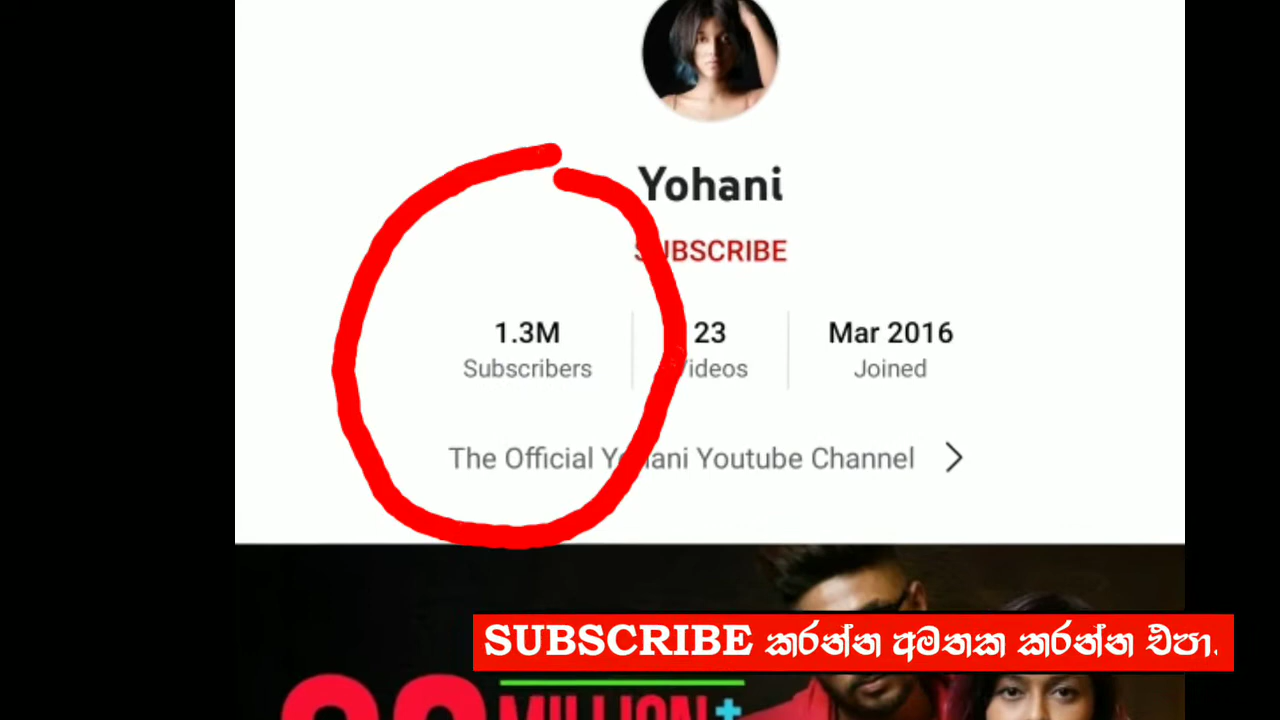 Yohani
SUBSCRIBE
1.3M 23 Mar 2016
Subscribers Videos Joined
The Official Yohani Youtube Channel
SUBSCRIBE කරන්න අමතක කරන්න එපා.
MILLION+